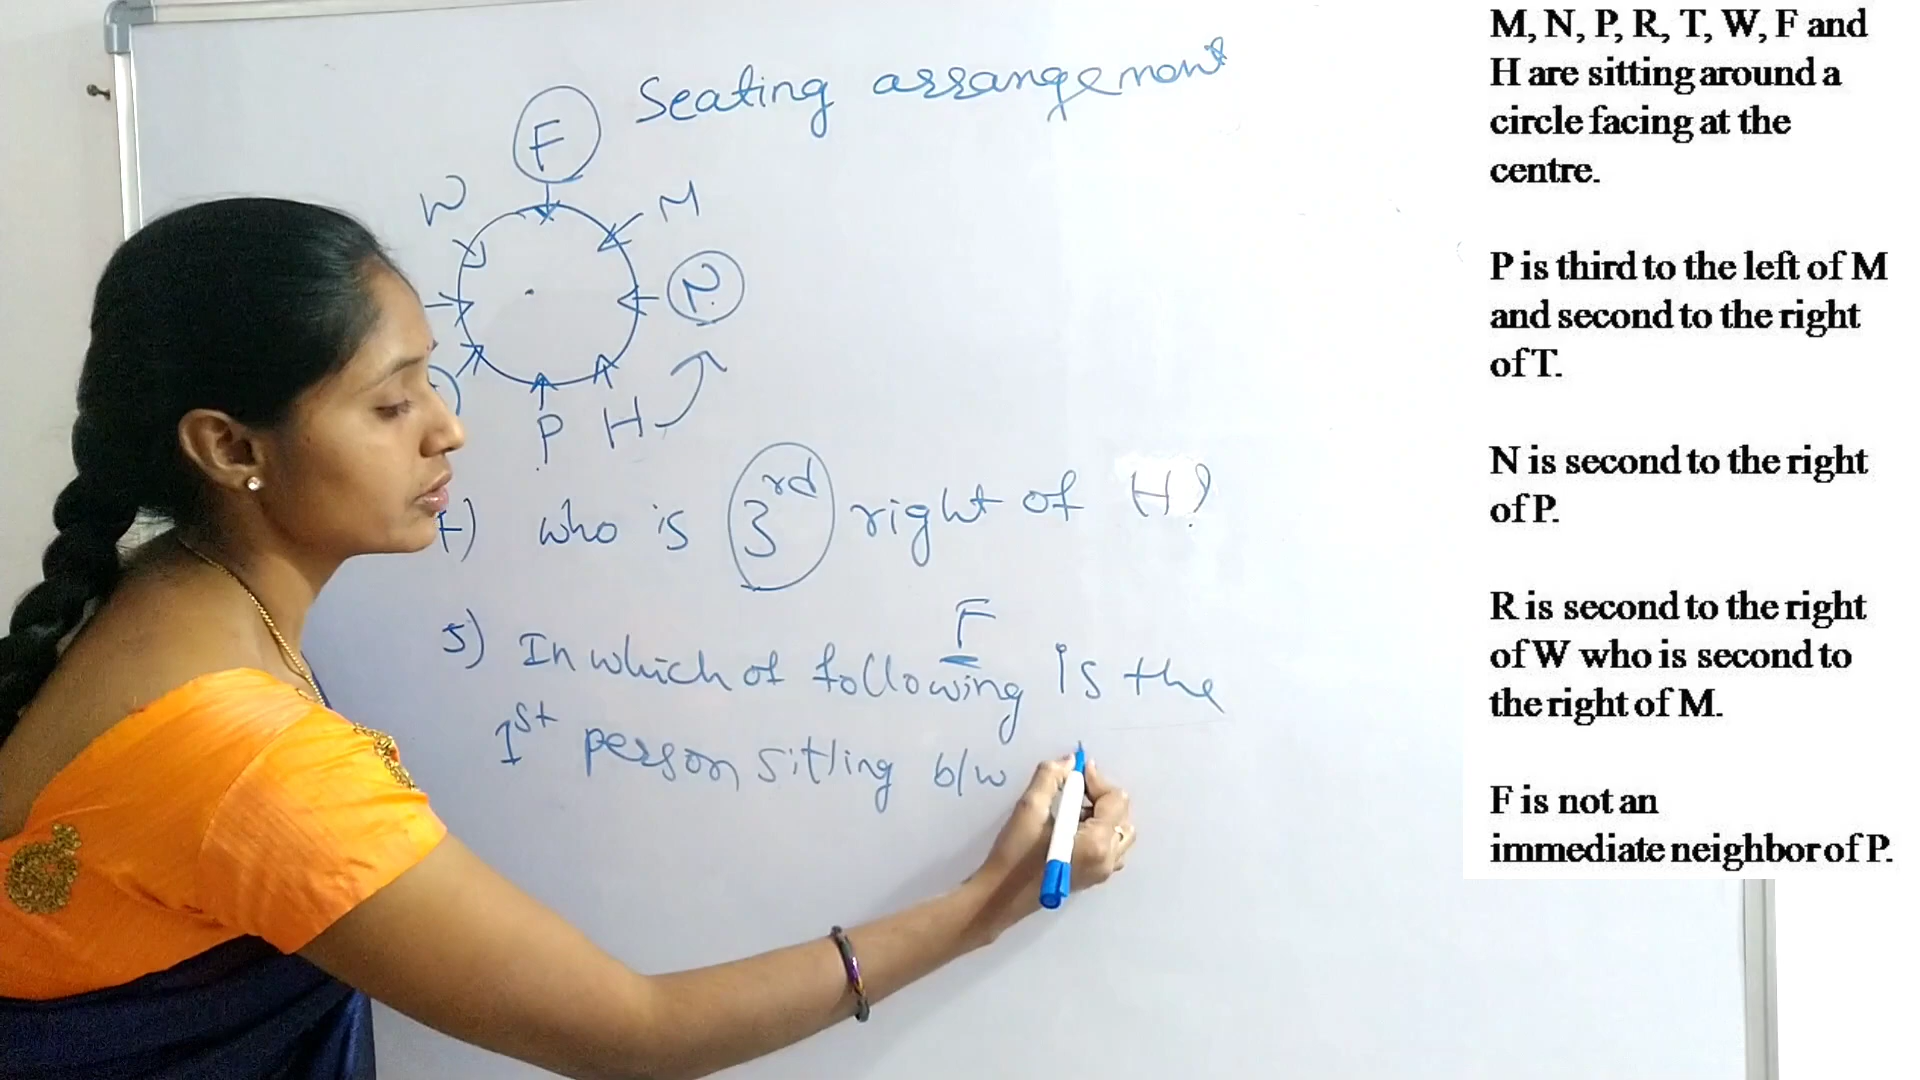 Seating arrangement
F
W
M
N
P
H
4) who is 3rd right of H?
F
5) In which of following is the
1st person sitting b/w
M, N, P, R, T, W, F and
H are sitting around a
circle facing at the
centre.
P is third to the left of M
and second to the right
of T.
N is second to the right
of P.
R is second to the right
of W who is second to
the right of M.
F is not an
immediate neighbor of P.